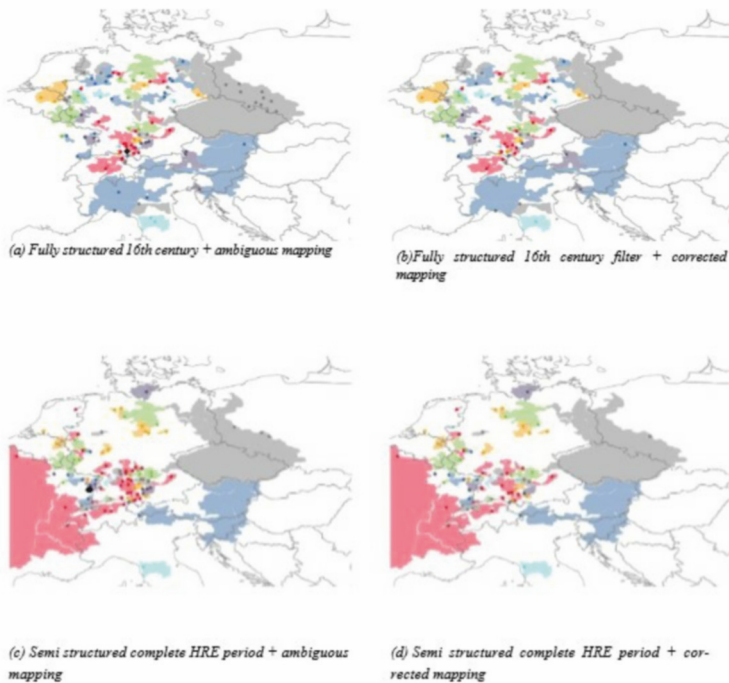 (a) Fully structured 16th century + ambiguous mapping
(b)Fully structured 16th century filter + corrected
mapping
(c) Semi structured complete HRE period + ambiguous
mapping
(d) Semi structured complete HRE period + cor-
rected mapping